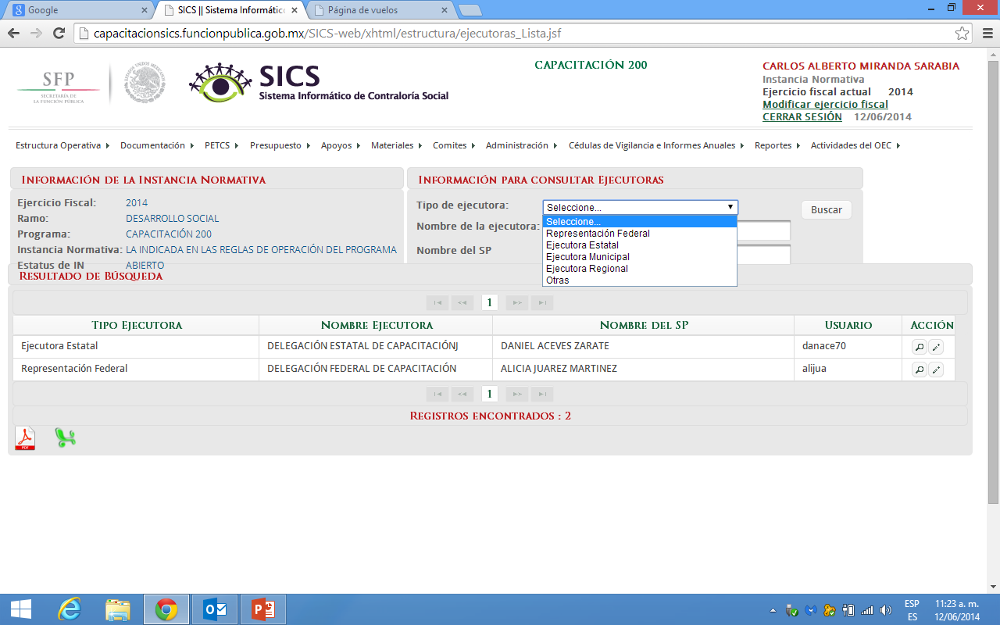 Google
SICS || Sistema Informátic
Página de vuelos
capacitacionsics.funcionpublica.gob.mx/SICS-web/xhtml/estructura/ejecutoras_Lista.jsf
SFP
SECRETARÍA DE
LA FUNCIÓN PÚBLICA
SICS
Sistema Informático de Contraloría Social
CAPACITACIÓN 200
CARLOS ALBERTO MIRANDA SARABIA
Instancia Normativa
Ejercicio fiscal actual 2014
Modificar ejercicio fiscal
CERRAR SESIÓN 12/06/2014
Estructura Operativa Documentación PETCS Presupuesto Apoyos Materiales Comites Administración Cédulas de Vigilancia e Informes Anuales Reportes Actividades del OEC
Información de la Instancia Normativa
Ejercicio Fiscal: 2014
Ramo: DESARROLLO SOCIAL
Programa: CAPACITACIÓN 200
Instancia Normativa: LA INDICADA EN LAS REGLAS DE OPERACIÓN DEL PROGRAMA
Estatus de IN ABIERTO
Información para consultar Ejecutoras
Tipo de ejecutora: Seleccione... Buscar
Nombre de la ejecutora:
Nombre del SP
Seleccione...
Representación Federal
Ejecutora Estatal
Ejecutora Municipal
Ejecutora Regional
Otras
Resultado de Búsqueda
1
Tipo Ejecutora Nombre Ejecutora Nombre del SP Usuario Acción
Ejecutora Estatal DELEGACIÓN ESTATAL DE CAPACITACIÓNJ DANIEL ACEVES ZARATE danace70
Representación Federal DELEGACIÓN FEDERAL DE CAPACITACIÓN ALICIA JUAREZ MARTINEZ alijua
1
Registros encontrados : 2
PDF
ESP
ES
11:23 a. m.
12/06/2014